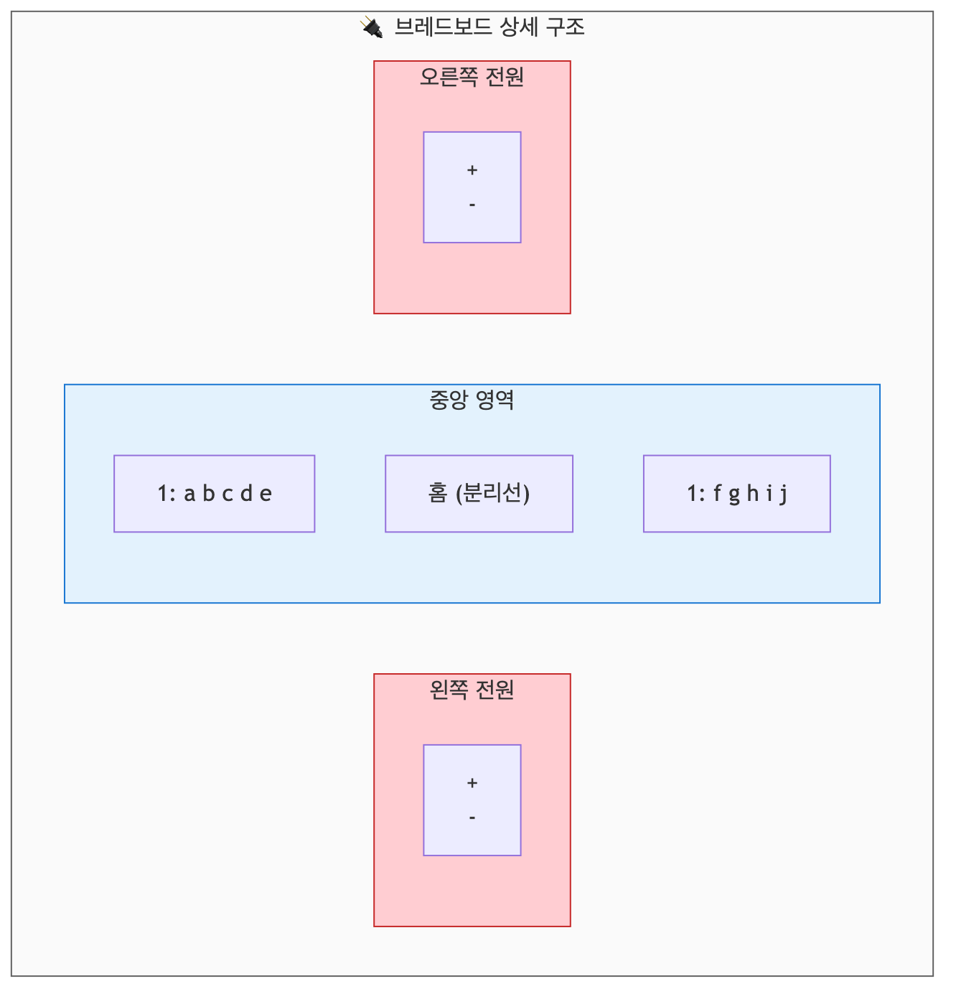 🔌 브레드보드 상세 구조
오른쪽 전원
+
-
중앙 영역
1: a b c d e
홈 (분리선)
1: f g h i j
왼쪽 전원
+
-